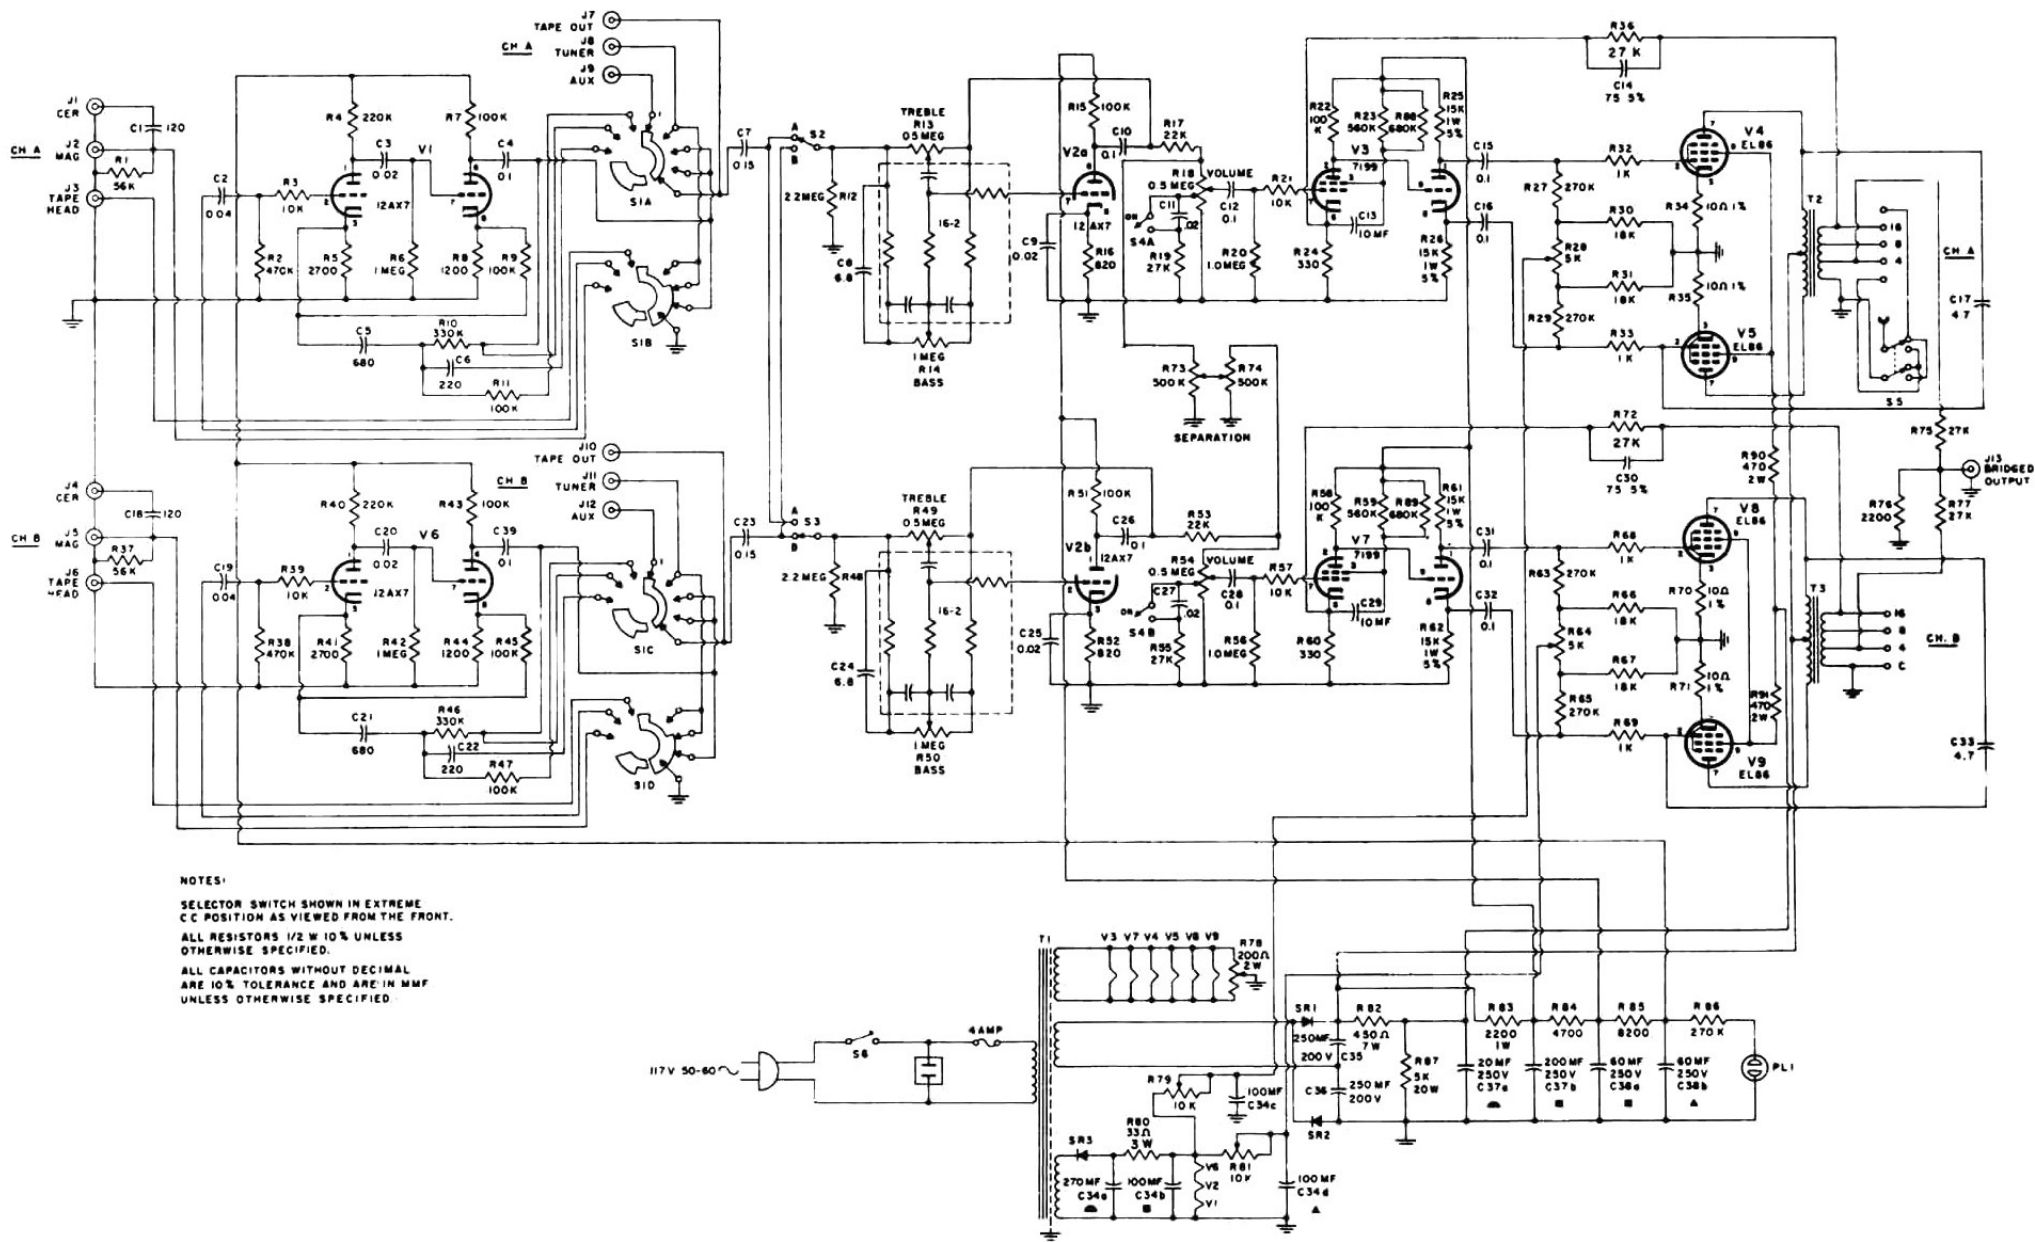 J7
TAPE OUT
CH A
J8
TUNER
J9
AUX
J1
CER
C1 120
CH A
J2
MAG
R1
56K
J3
TAPE
HEAD
C2
0.04
R3
10K
R4 220K
C3
0.02
V1
R7 100K
C4
0.1
12AX7
R2
470K
R5
2700
R6
1 MEG
R8
1200
R9
100K
C5
680
R10
330K
C6
220
R11
100K
S1A
S1B
C7
0.15
A
S2
B
2.2MEG R12
TREBLE
R13
0.5 MEG
16-2
6.8
1 MEG
R14
BASS
R15 100K
V2a
12AX7
C9
0.02
R16
820
C10
0.1
R17
22K
R18
0.5 MEG
VOLUME
ON
S4A
C11
.02
R19
27K
C12
0.1
R20
1.0MEG
R21
10K
R22
100
K
R23
560K
R88
680K
R25
15K
1W
5%
V3
7199
C13
10 MF
R24
330
R26
15K
1W
5%
R36
27 K
C14
75 5%
C15
0.1
C16
0.1
R27 270K
R28
5K
R29 270K
R30
18K
R31
18K
R32
1K
R33
1K
R34 10Ω 1%
R35 10Ω 1%
V4
EL86
V5
EL86
T2
16
8
4
CH A
S5
C17
4.7
R73
500K
R74
500K
SEPARATION
R72
27K
C30
75 5%
R90
470
2W
R75 27K
J13
BRIDGED
OUTPUT
R76
2200
R77
27K
J10
TAPE OUT
CH B
J11
TUNER
J12
AUX
J4
CER
C18 120
CH B
J5
MAG
R37
56K
J6
TAPE
HEAD
C19
0.04
R39
10K
R40 220K
C20
0.02
V6
R43 100K
C39
0.1
12AX7
R38
470K
R41
2700
R42
1MEG
R44
1200
R45
100K
C21
680
R46
330K
C22
220
R47
100K
S1C
S1D
C23
0.15
A
S3
B
2.2MEG R48
TREBLE
R49
0.5MEG
16-2
C24
6.8
1 MEG
R50
BASS
R51 100K
V2b
12AX7
C25
0.02
R52
820
C26
0.1
R53
22K
R54
0.5 MEG
VOLUME
ON
S4B
C27
.02
R55
27K
C28
0.1
R56
1.0MEG
R57
10K
R58
100
K
R59
560K
R89
680K
R61
15K
1W
5%
V7
7199
C29
10 MF
R60
330
R62
15K
1W
5%
C31
0.1
C32
0.1
R63 270K
R64
5K
R65
270K
R66
18K
R67
18K
R68
1K
R69
1K
R70 10Ω
1%
R71 10Ω
1%
V8
EL86
V9
EL86
R91
470
2W
T3
16
8
4
C
CH. B
C33
4.7
NOTES:
SELECTOR SWITCH SHOWN IN EXTREME
CC POSITION AS VIEWED FROM THE FRONT.
ALL RESISTORS 1/2 W 10% UNLESS
OTHERWISE SPECIFIED.
ALL CAPACITORS WITHOUT DECIMAL
ARE 10% TOLERANCE AND ARE IN MMF
UNLESS OTHERWISE SPECIFIED.
T1
V3 V7 V4 V5 V8 V9
R78
200Ω
2W
117V 50-60
S6
4 AMP
SR1
250MF
200V C35
R82
450Ω
7W
C36 250 MF
200V
R87
5K
20W
R83
2200
1W
R84
4700
R85
8200
R86
270K
20MF
250V
C37a
200MF
250V
C37b
60MF
250V
C38a
60MF
250V
C38b
PL1
SR2
R79
10K
100MF
C34c
SR3
R80
33Ω
3W
270MF
C34a
100MF
C34b
V6
V2
V1
R81
10K
100MF
C34d